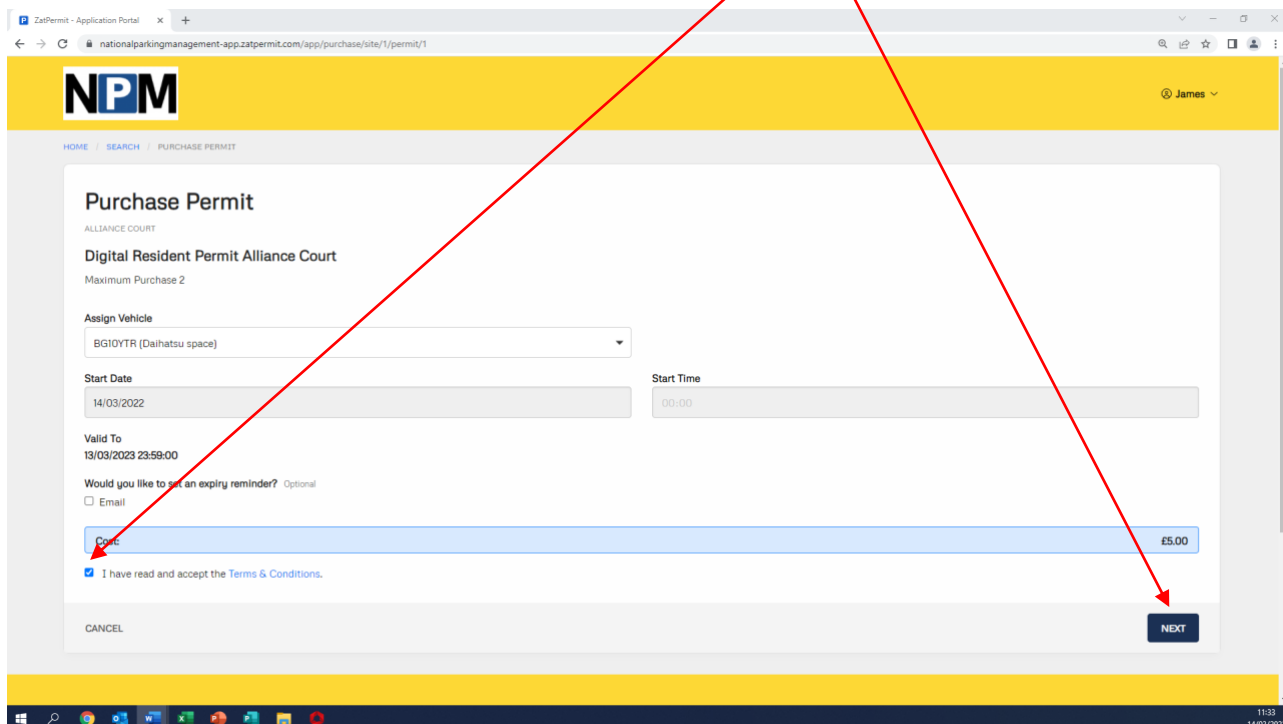 ZatPermit - Application Portal
nationalparkingmanagement-app.zatpermit.com/app/purchase/site/1/permit/1
NPM
James
HOME / SEARCH / PURCHASE PERMIT
Purchase Permit
ALLIANCE COURT
Digital Resident Permit Alliance Court
Maximum Purchase 2
Assign Vehicle
BG10YTR (Daihatsu space)
Start Date Start Time
14/03/2022 00:00
Valid To
13/03/2023 23:59:00
Would you like to set an expiry reminder? Optional
Email
Cost: £5.00
I have read and accept the Terms & Conditions.
CANCEL NEXT
11:33